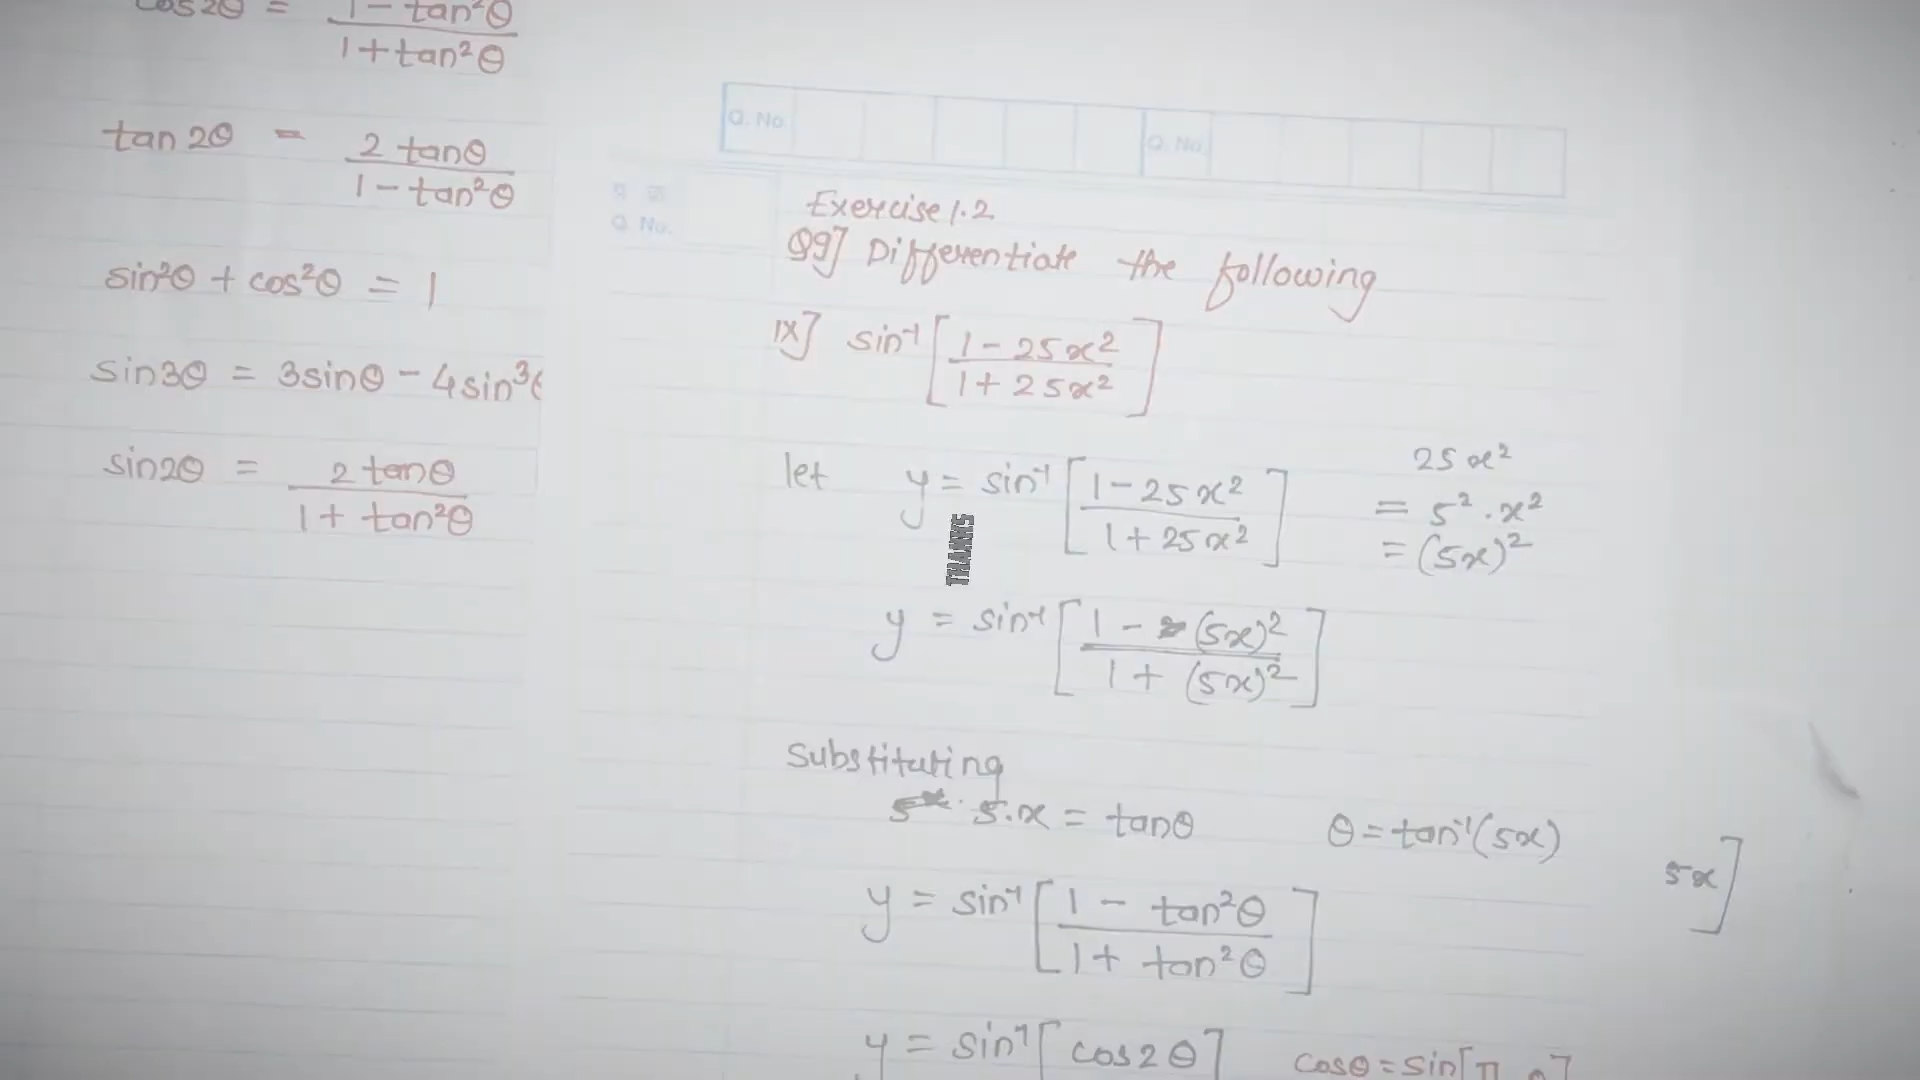 cos2θ = 1 - tan²θ / 1 + tan²θ
tan 2θ = 2 tanθ / 1 - tan²θ
sin²θ + cos²θ = 1
sin3θ = 3sinθ - 4sin³θ
sin2θ = 2 tanθ / 1 + tan²θ
Q. No. Q. No.
Q No.
Exercise 1.2
Q9] Differentiate the following
ix] sin⁻¹ [1 - 25x² / 1 + 25x²]
let y = sin⁻¹ [1 - 25x² / 1 + 25x²]
25x²
= 5² . x²
= (5x)²
THANKS
y = sin⁻¹ [1 - (5x)² / 1 + (5x)²]
Substituting
5.x = tanθ θ = tan⁻¹(5x)
5x]
y = sin⁻¹ [1 - tan²θ / 1 + tan²θ]
y = sin⁻¹ [cos2θ] cosθ = sin[π θ]